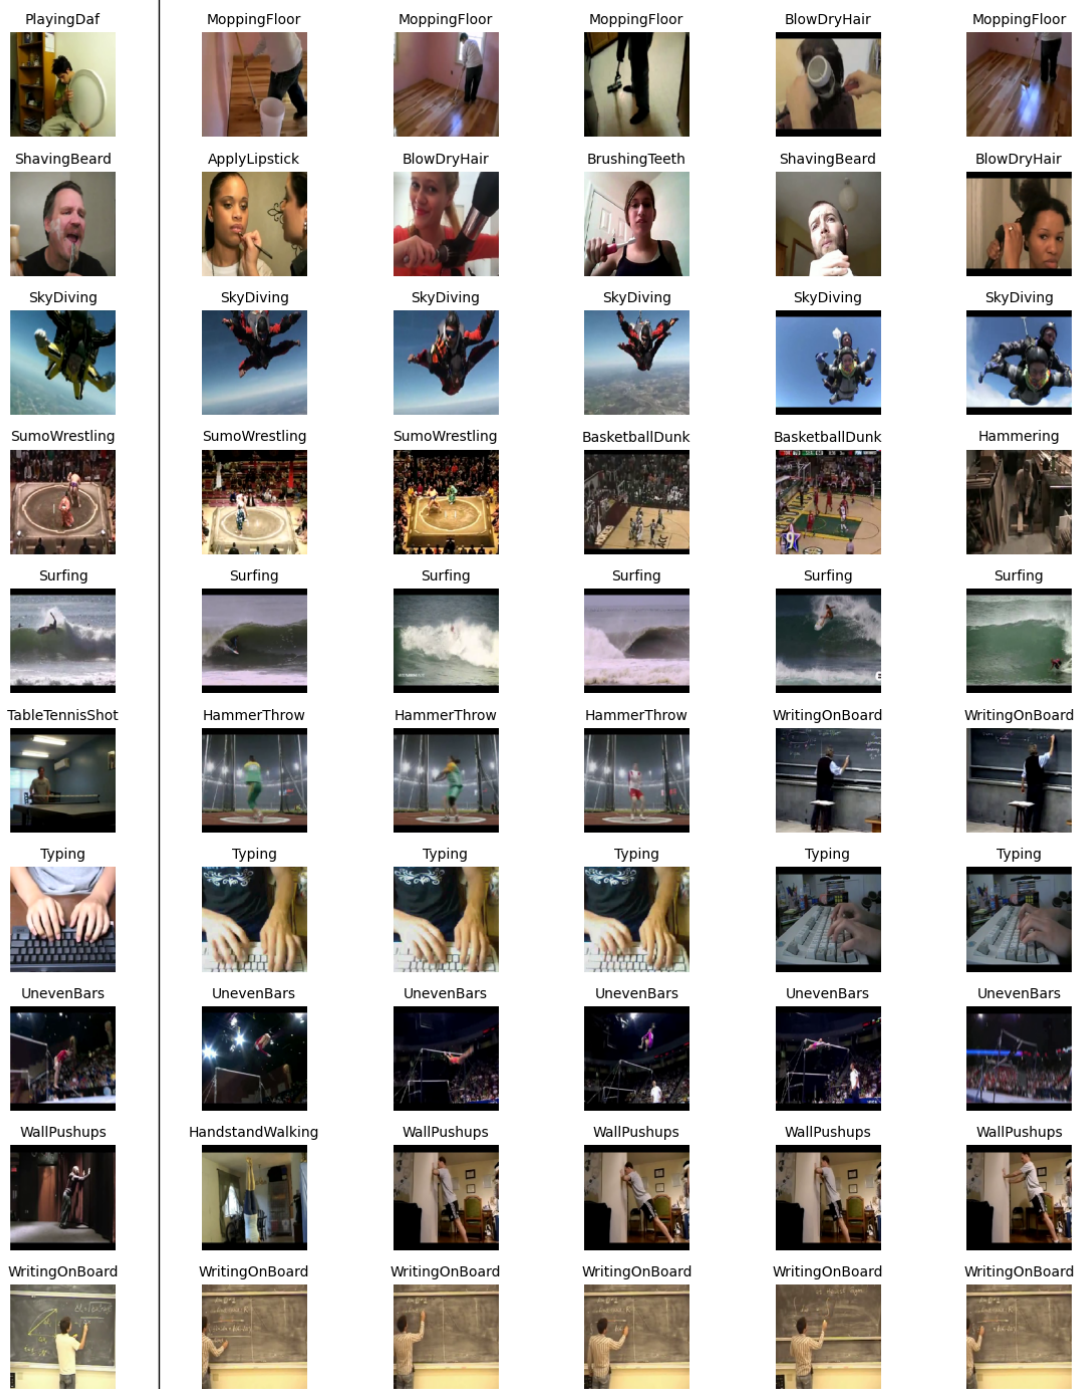 PlayingDaf MoppingFloor MoppingFloor MoppingFloor BlowDryHair MoppingFloor
ShavingBeard ApplyLipstick BlowDryHair BrushingTeeth ShavingBeard BlowDryHair
SkyDiving SkyDiving SkyDiving SkyDiving SkyDiving SkyDiving
SumoWrestling SumoWrestling SumoWrestling BasketballDunk BasketballDunk Hammering
Surfing Surfing Surfing Surfing Surfing Surfing
TableTennisShot HammerThrow HammerThrow HammerThrow WritingOnBoard WritingOnBoard
Typing Typing Typing Typing Typing Typing
UnevenBars UnevenBars UnevenBars UnevenBars UnevenBars UnevenBars
WallPushups HandstandWalking WallPushups WallPushups WallPushups WallPushups
WritingOnBoard WritingOnBoard WritingOnBoard WritingOnBoard WritingOnBoard WritingOnBoard